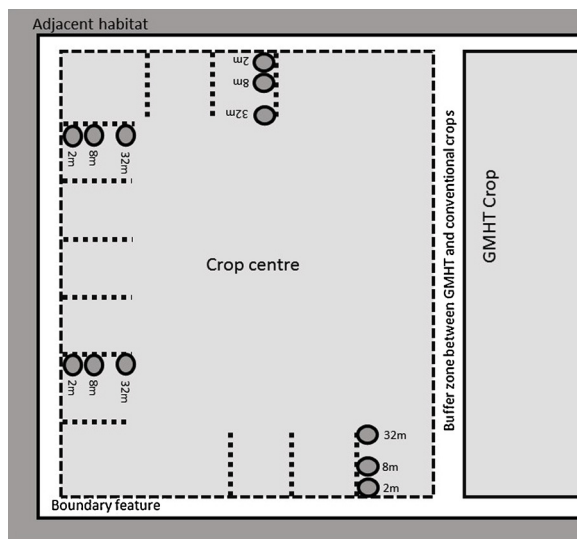 Adjacent habitat
2m
8m
32m
2m
8m
32m
Crop centre
Buffer zone between GMHT and conventional crops
GMHT Crop
2m
8m
32m
32m
8m
2m
Boundary feature